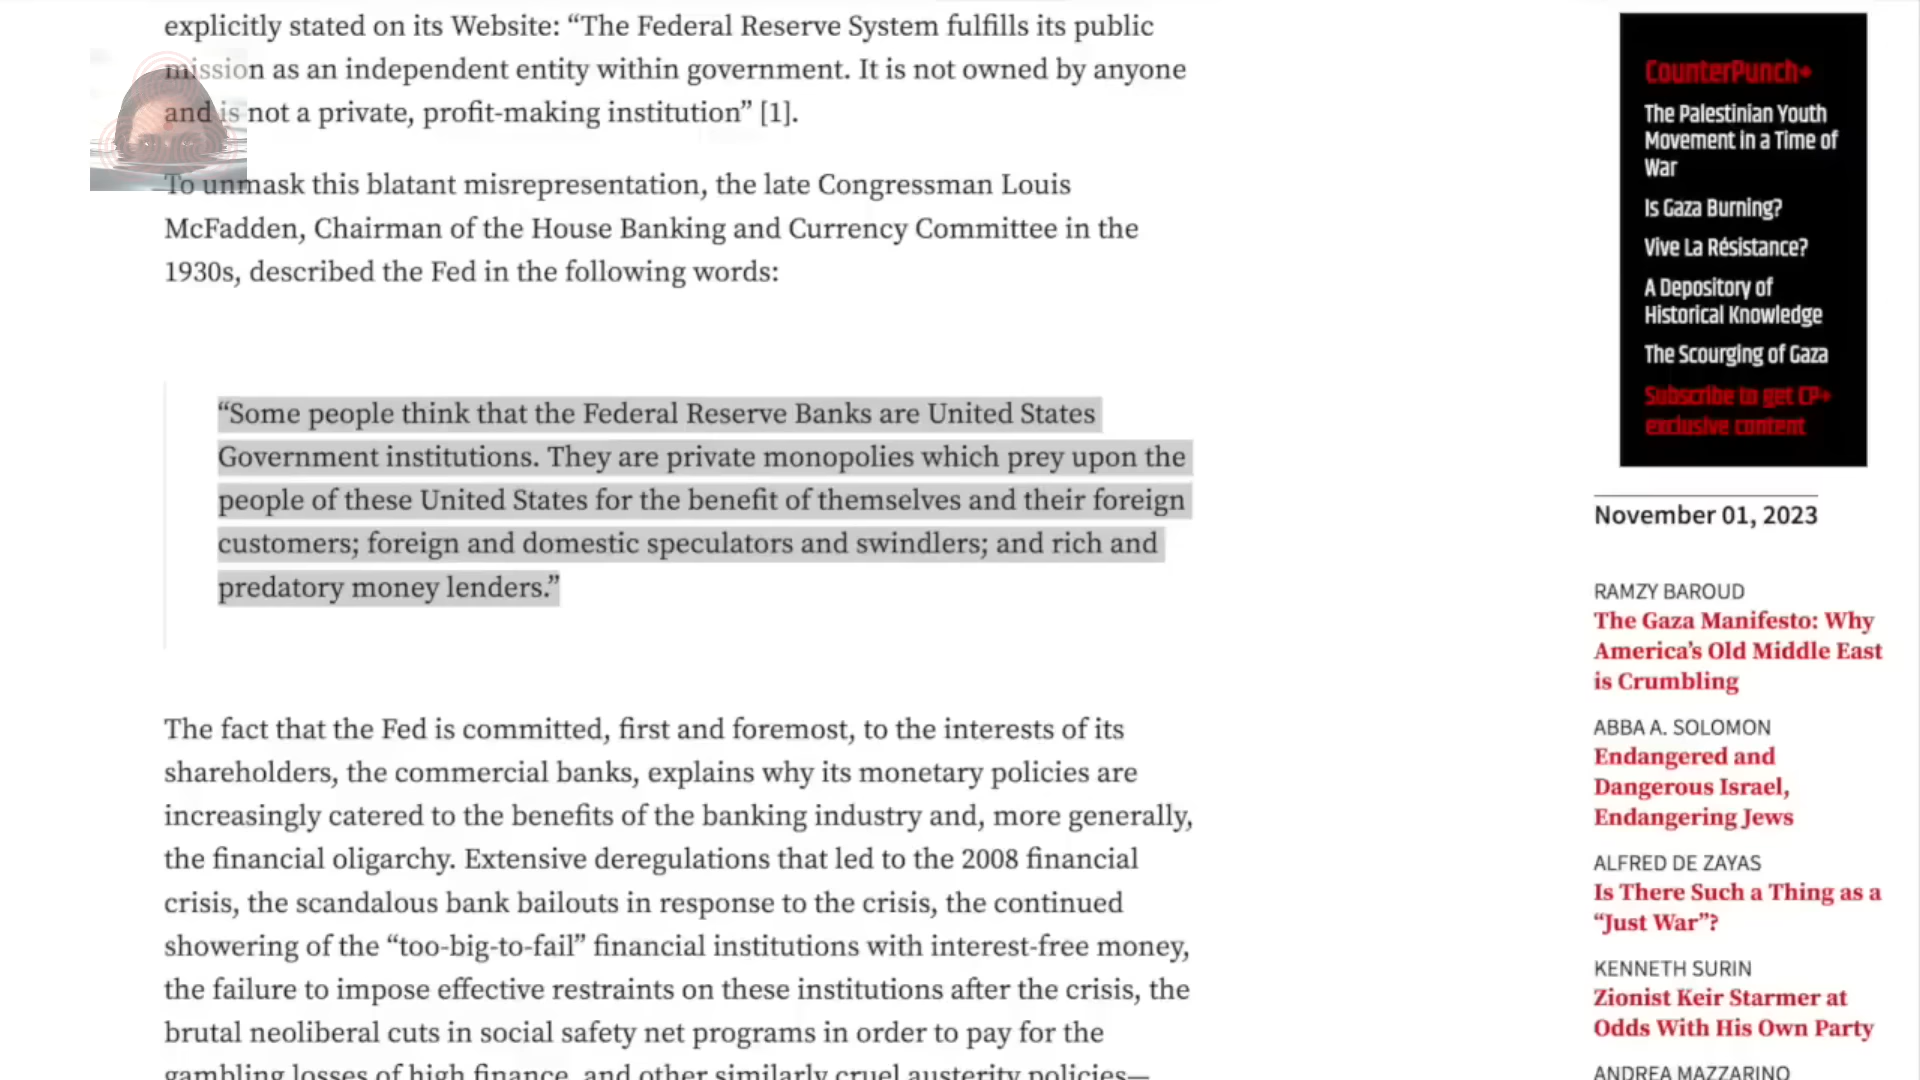 explicitly stated on its Website: “The Federal Reserve System fulfills its public
mission as an independent entity within government. It is not owned by anyone
and is not a private, profit-making institution” [1].
To unmask this blatant misrepresentation, the late Congressman Louis
McFadden, Chairman of the House Banking and Currency Committee in the
1930s, described the Fed in the following words:
“Some people think that the Federal Reserve Banks are United States
Government institutions. They are private monopolies which prey upon the
people of these United States for the benefit of themselves and their foreign
customers; foreign and domestic speculators and swindlers; and rich and
predatory money lenders.”
The fact that the Fed is committed, first and foremost, to the interests of its
shareholders, the commercial banks, explains why its monetary policies are
increasingly catered to the benefits of the banking industry and, more generally,
the financial oligarchy. Extensive deregulations that led to the 2008 financial
crisis, the scandalous bank bailouts in response to the crisis, the continued
showering of the “too-big-to-fail” financial institutions with interest-free money,
the failure to impose effective restraints on these institutions after the crisis, the
brutal neoliberal cuts in social safety net programs in order to pay for the
gambling losses of high finance, and other similarly cruel austerity policies—
CounterPunch+
The Palestinian Youth
Movement in a Time of
War
Is Gaza Burning?
Vive La Résistance?
A Depository of
Historical Knowledge
The Scourging of Gaza
Subscribe to get CP+
exclusive content
November 01, 2023
RAMZY BAROUD
The Gaza Manifesto: Why
America’s Old Middle East
is Crumbling
ABBA A. SOLOMON
Endangered and
Dangerous Israel,
Endangering Jews
ALFRED DE ZAYAS
Is There Such a Thing as a
“Just War”?
KENNETH SURIN
Zionist Keir Starmer at
Odds With His Own Party
ANDREA MAZZARINO